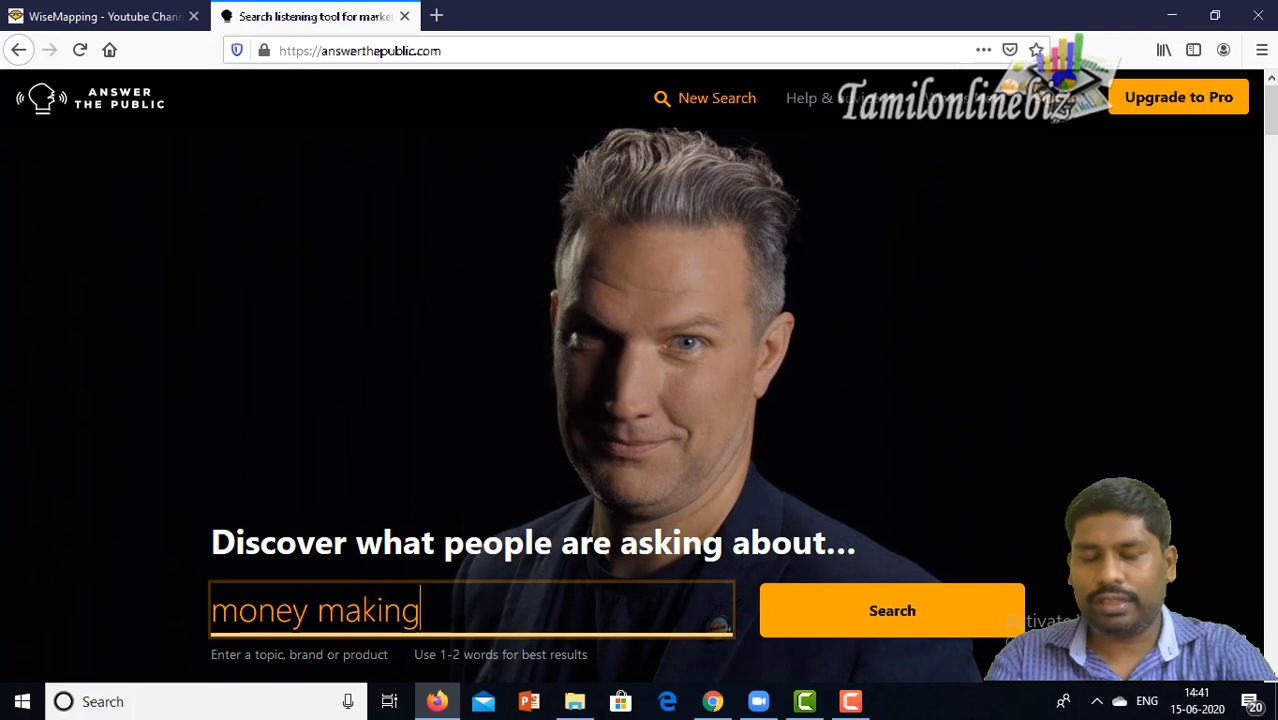 WiseMapping - Youtube Chann
Search listening tool for market
https://answerthepublic.com
ANSWER
THE PUBLIC
New Search
Help &
Tamilonlinebiz
Upgrade to Pro
Discover what people are asking about...
money making
Search
Enter a topic, brand or product
Use 1-2 words for best results
Activate
Search
ENG
14:41
15-06-2020
20